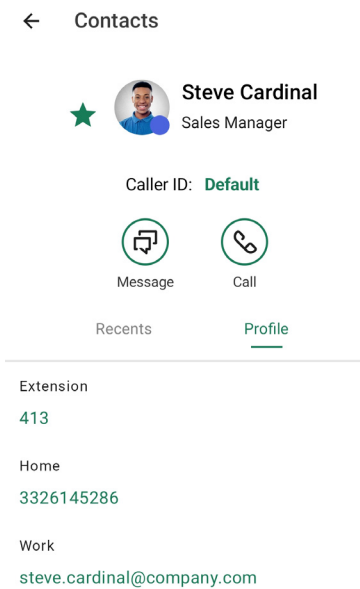 Contacts
Steve Cardinal
Sales Manager
Caller ID: Default
Message Call
Recents Profile
Extension
413
Home
3326145286
Work
steve.cardinal@company.com